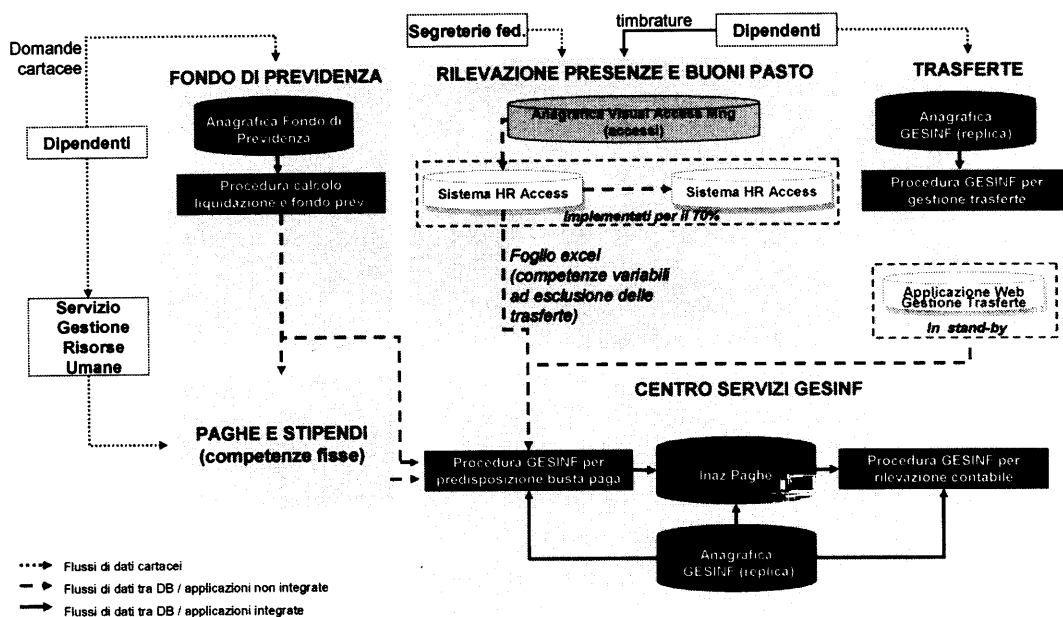 Domande
cartacee
Segreterie fed.
timbrature
Dipendenti
FONDO DI PREVIDENZA
RILEVAZIONE PRESENZE E BUONI PASTO
TRASFERTE
Anagrafica Fondo di
Previdenza
Anagrafica Visual Access Mng
(accessi)
Anagrafica
GESINF (replica)
Dipendenti
Procedura calcolo
liquidazione e fondo prev.
Sistema HR Access
Sistema HR Access
Implementati per il 70%
Procedura GESINF per
gestione trasferte
Foglio excel
(competenze variabili
ad esclusione delle
trasferte)
Applicazione Web
Gestione Trasferte
In stand-by
Servizio
Gestione
Risorse
Umane
CENTRO SERVIZI GESINF
PAGHE E STIPENDI
(competenze fisse)
Procedura GESINF per
predisposizione busta paga
Inaz Paghe
Procedura GESINF per
rilevazione contabile
Anagrafica
GESINF (replica)
Flussi di dati cartacei
Flussi di dati tra DB / applicazioni non integrate
Flussi di dati tra DB / applicazioni integrate